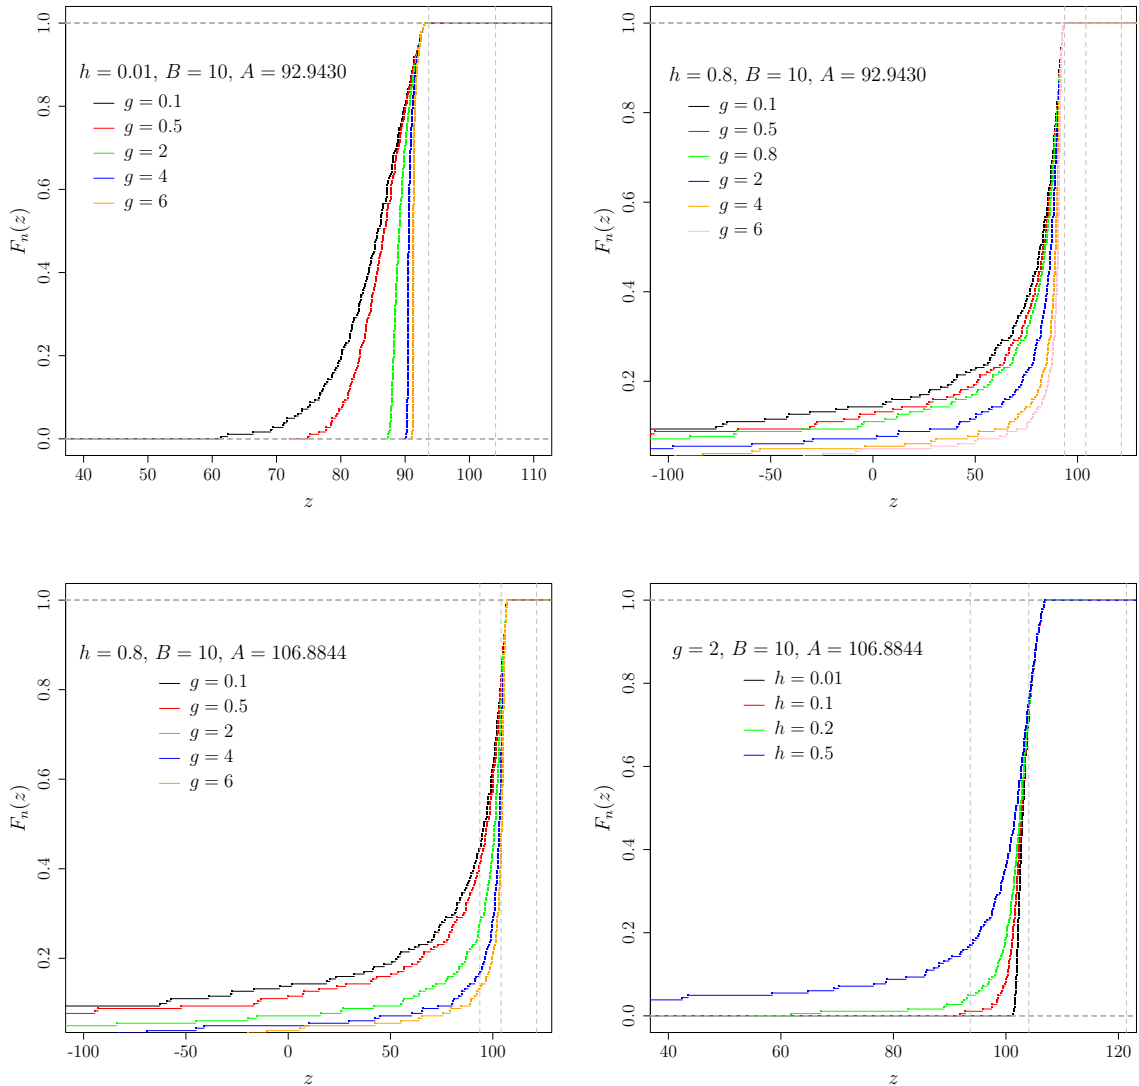 h = 0.01, B = 10, A = 92.9430
g = 0.1
g = 0.5
g = 2
g = 4
g = 6
F_n(z)
0.0 0.2 0.4 0.6 0.8 1.0
40 50 60 70 80 90 100 110
z
h = 0.8, B = 10, A = 92.9430
g = 0.1
g = 0.5
g = 0.8
g = 2
g = 4
g = 6
F_n(z)
0.2 0.4 0.6 0.8 1.0
-100 -50 0 50 100
z
h = 0.8, B = 10, A = 106.8844
g = 0.1
g = 0.5
g = 2
g = 4
g = 6
F_n(z)
0.2 0.4 0.6 0.8 1.0
-100 -50 0 50 100
z
g = 2, B = 10, A = 106.8844
h = 0.01
h = 0.1
h = 0.2
h = 0.5
F_n(z)
0.0 0.2 0.4 0.6 0.8 1.0
40 60 80 100 120
z